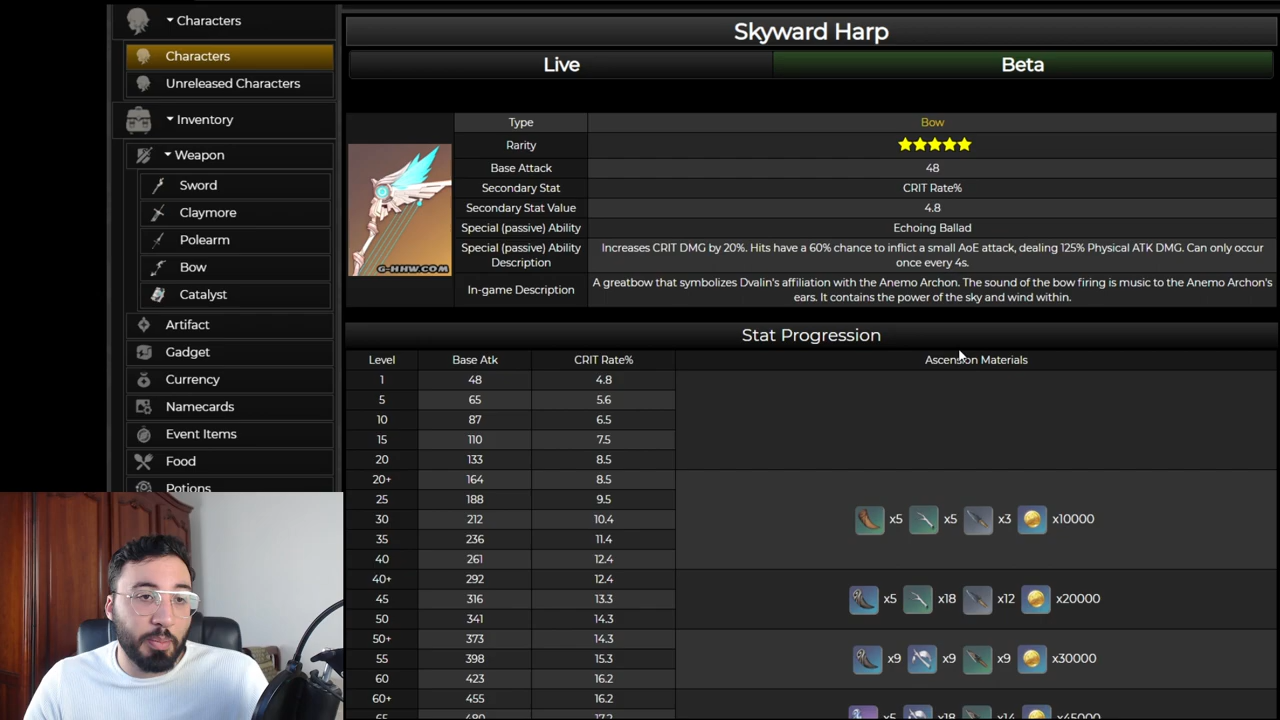 Characters
Characters
Unreleased Characters
Inventory
Weapon
Sword
Claymore
Polearm
Bow
Catalyst
Artifact
Gadget
Currency
Namecards
Event Items
Food
Potions
Skyward Harp
Live Beta
G-HHW.COM
Type Bow
Rarity
Base Attack 48
Secondary Stat CRIT Rate%
Secondary Stat Value 4.8
Special (passive) Ability Echoing Ballad
Special (passive) Ability Description
Increases CRIT DMG by 20%. Hits have a 60% chance to inflict a small AoE attack, dealing 125% Physical ATK DMG. Can only occur
once every 4s.
In-game Description
A greatbow that symbolizes Dvalin's affiliation with the Anemo Archon. The sound of the bow firing is music to the Anemo Archon's
ears. It contains the power of the sky and wind within.
Stat Progression
Level Base Atk CRIT Rate% Ascension Materials
1 48 4.8
5 65 5.6
10 87 6.5
15 110 7.5
20 133 8.5
20+ 164 8.5
25 188 9.5
30 212 10.4
x5 x5 x3 x10000
35 236 11.4
40 261 12.4
40+ 292 12.4
45 316 13.3 x5 x18 x12 x20000
50 341 14.3
50+ 373 14.3
55 398 15.3 x9 x9 x9 x30000
60 423 16.2
60+ 455 16.2
65 480 17.2 x5 x18 x14 x45000